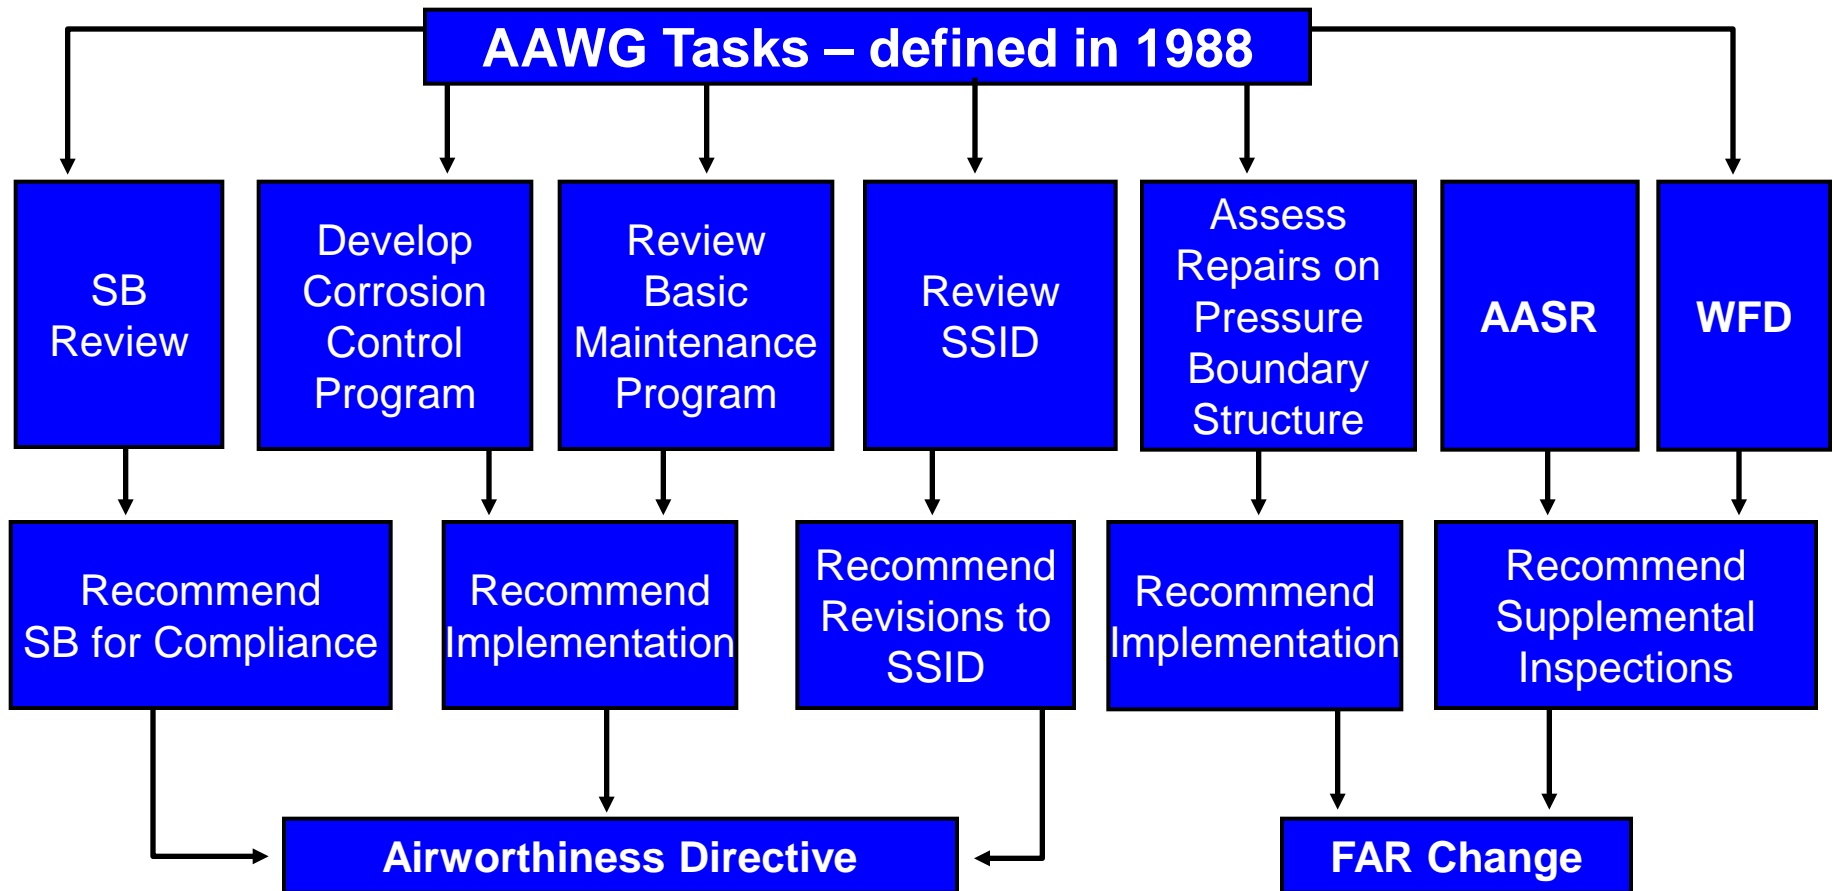 AAWG Tasks – defined in 1988
SB
Review
Develop
Corrosion
Control
Program
Review
Basic
Maintenance
Program
Review
SSID
Assess
Repairs on
Pressure
Boundary
Structure
AASR
WFD
Recommend
SB for Compliance
Recommend
Implementation
Recommend
Revisions to
SSID
Recommend
Implementation
Recommend
Supplemental
Inspections
Airworthiness Directive
FAR Change